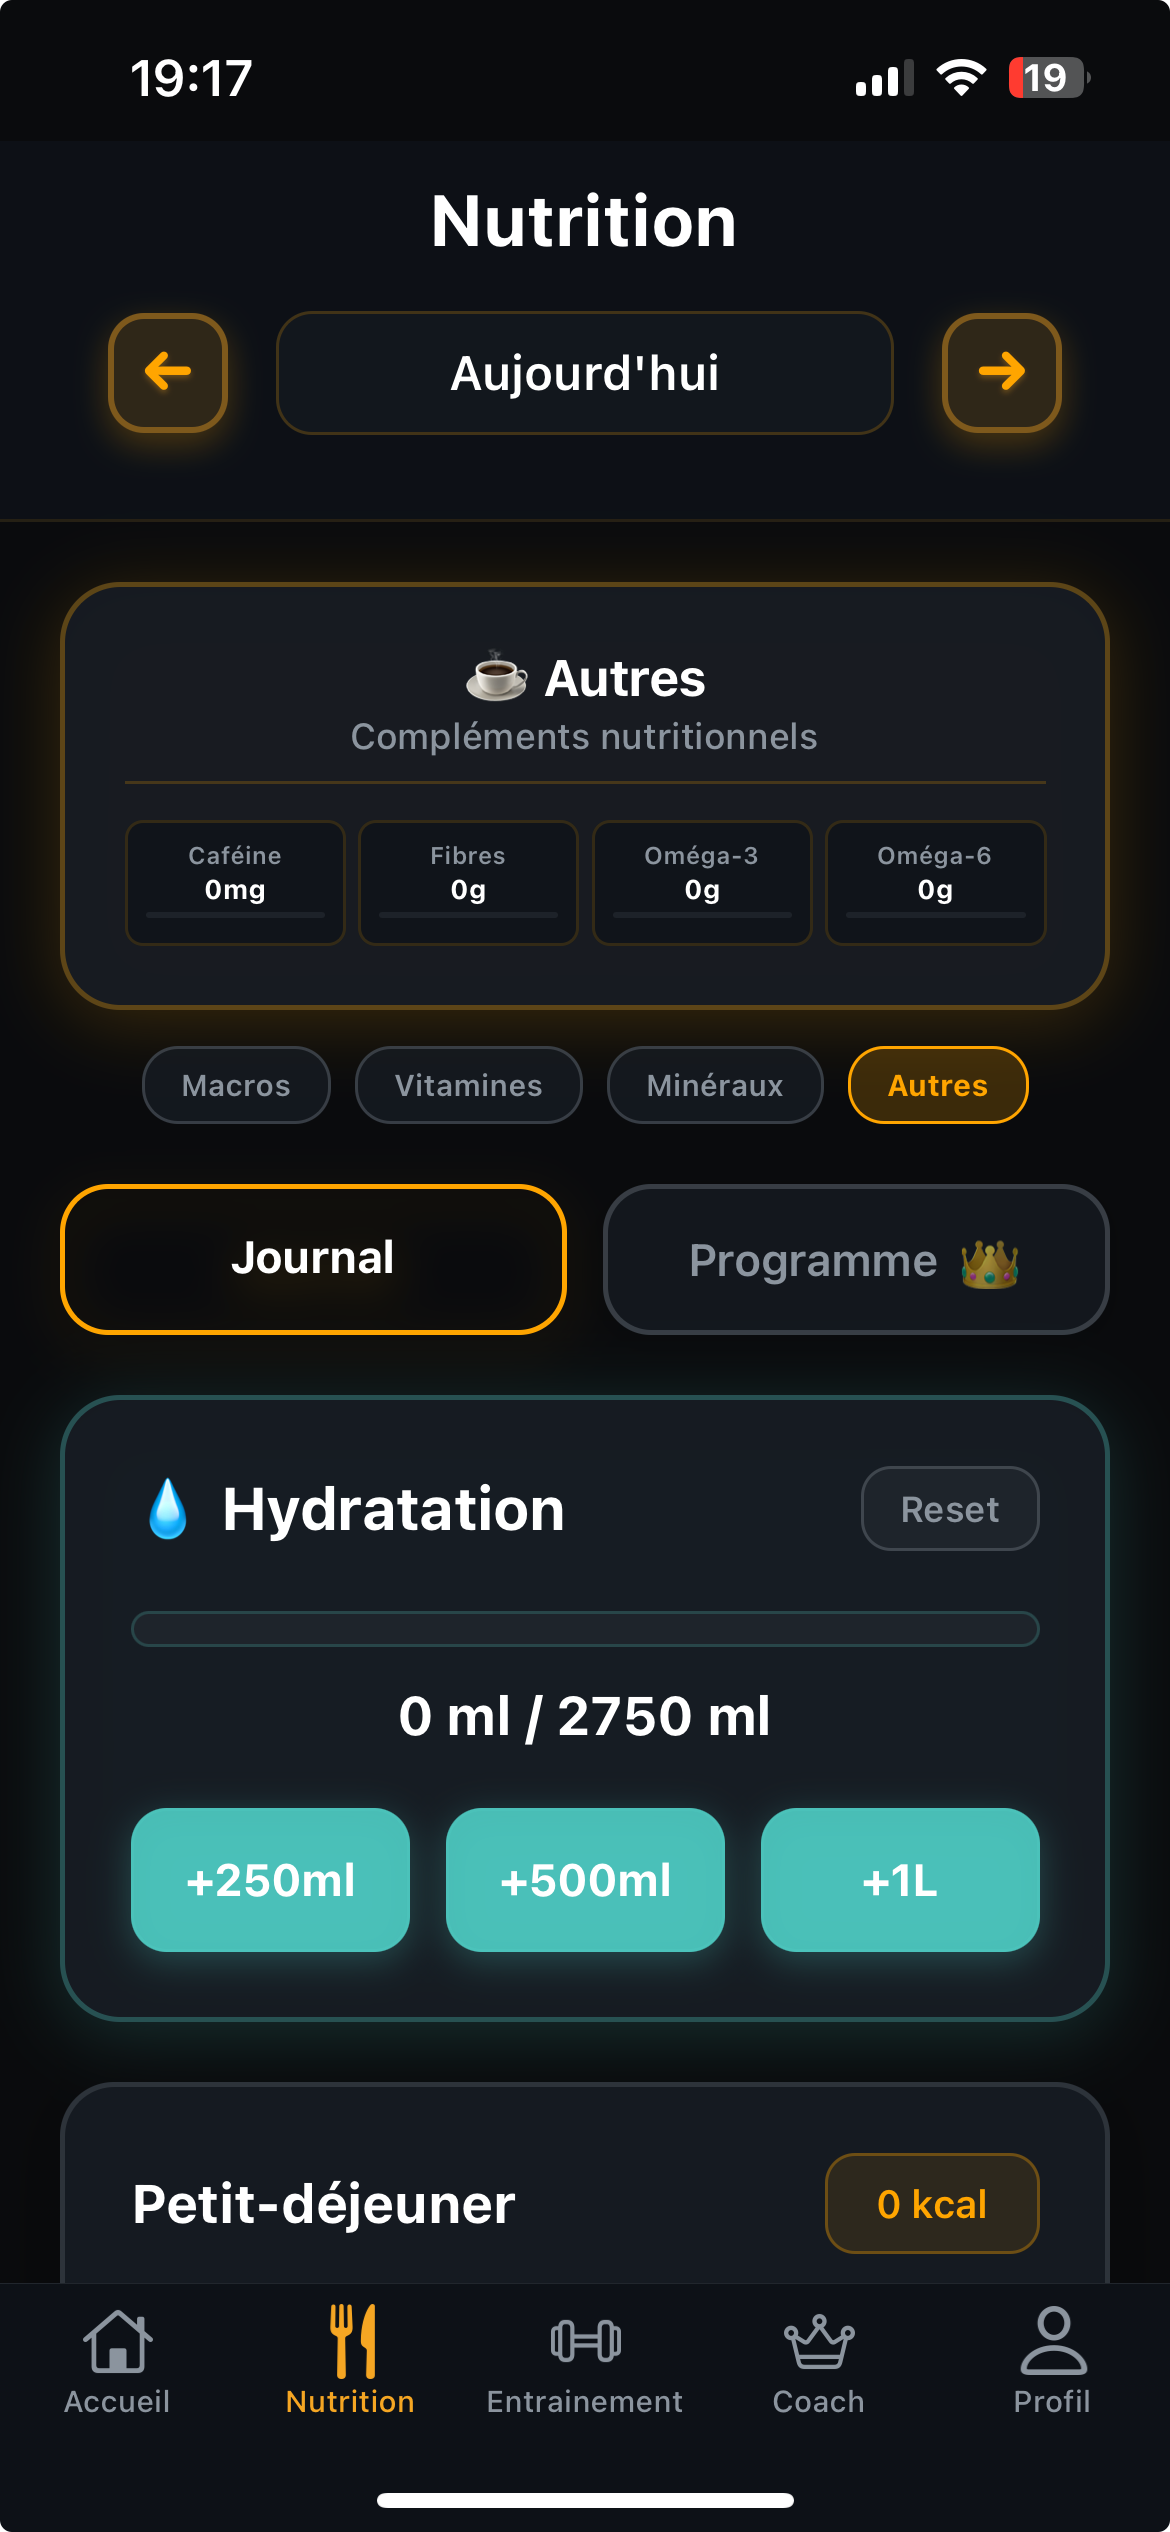 19:17
19
Nutrition
Aujourd'hui
Autres
Compléments nutritionnels
Caféine
0mg
Fibres
0g
Oméga-3
0g
Oméga-6
0g
Macros
Vitamines
Minéraux
Autres
Journal
Programme
Hydratation
Reset
0 ml / 2750 ml
+250ml
+500ml
+1L
Petit-déjeuner
0 kcal
Accueil
Nutrition
Entrainement
Coach
Profil